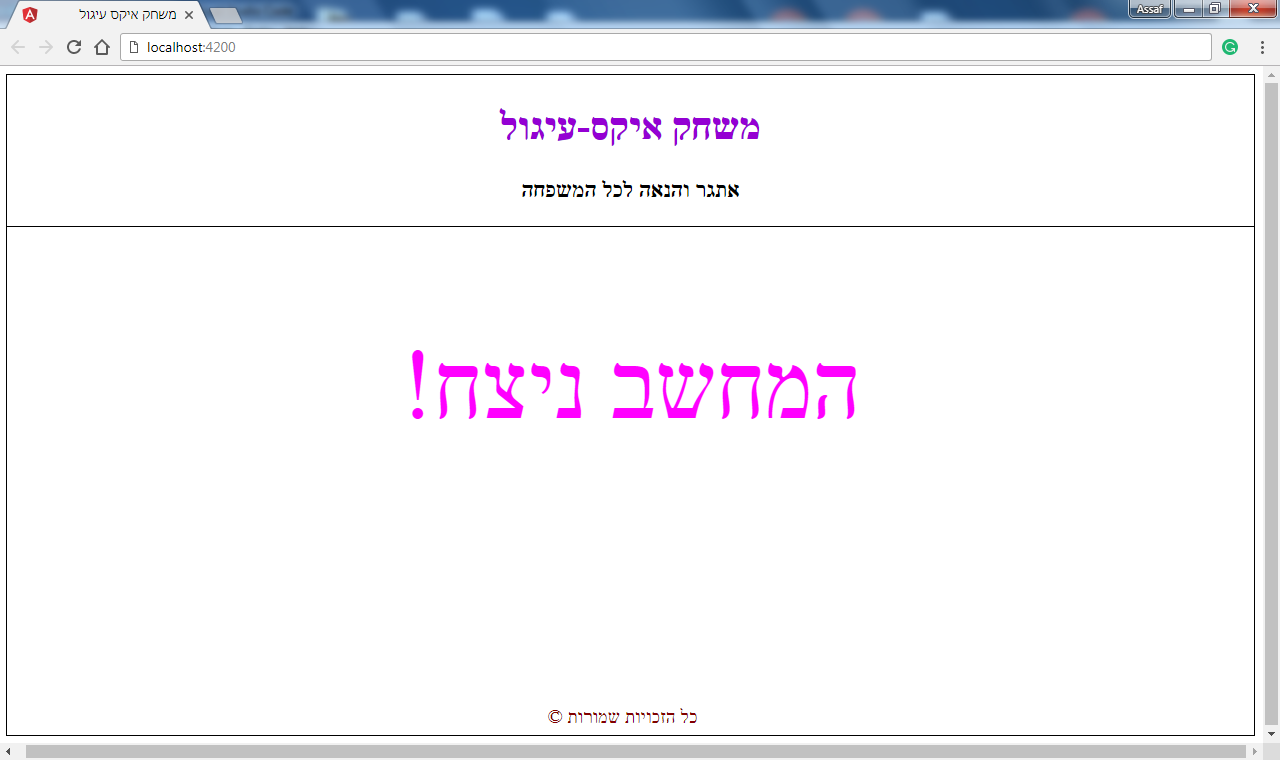 משחק איקס עיגול
Assaf
localhost:4200
משחק איקס-עיגול
אתגר והנאה לכל המשפחה
המחשב ניצח!
כל הזכויות שמורות ©